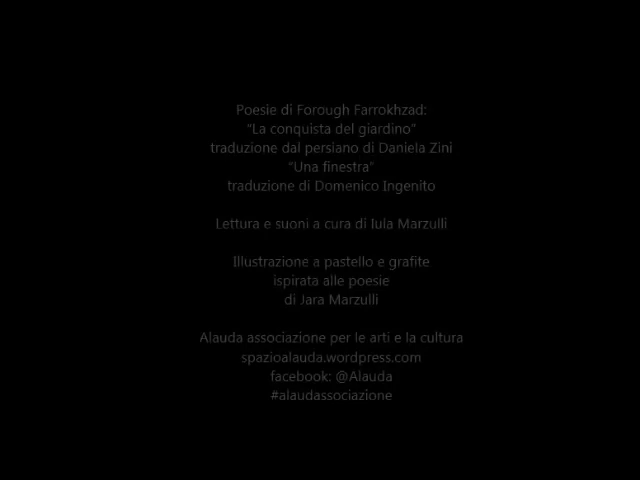 Poesie di Forough Farrokhzad:
"La conquista del giardino"
traduzione dal persiano di Daniela Zini
"Una finestra"
traduzione di Domenico Ingenito
Lettura e suoni a cura di Iula Marzulli
Illustrazione a pastello e grafite
ispirata alle poesie
di Jara Marzulli
Alauda associazione per le arti e la cultura
spazioalauda.wordpress.com
facebook: @Alauda
#alaudassociazione